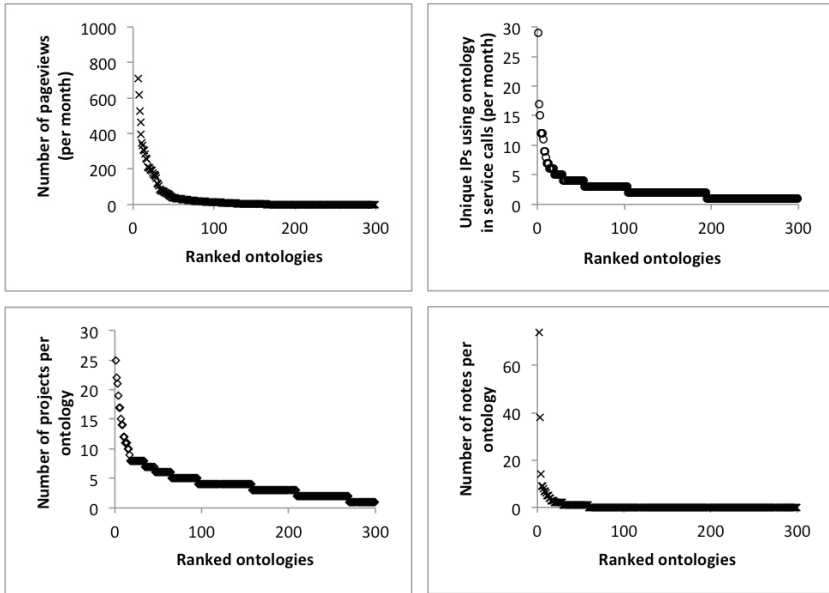 Number of pageviews
(per month)
1000
800
600
400
200
0
0 100 200 300
Ranked ontologies
Unique IPs using ontology
in service calls (per month)
30
25
20
15
10
5
0
0 100 200 300
Ranked ontologies
Number of projects per
ontology
30
25
20
15
10
5
0
0 100 200 300
Ranked ontologies
Number of notes per
ontology
60
40
20
0
0 100 200 300
Ranked ontologies